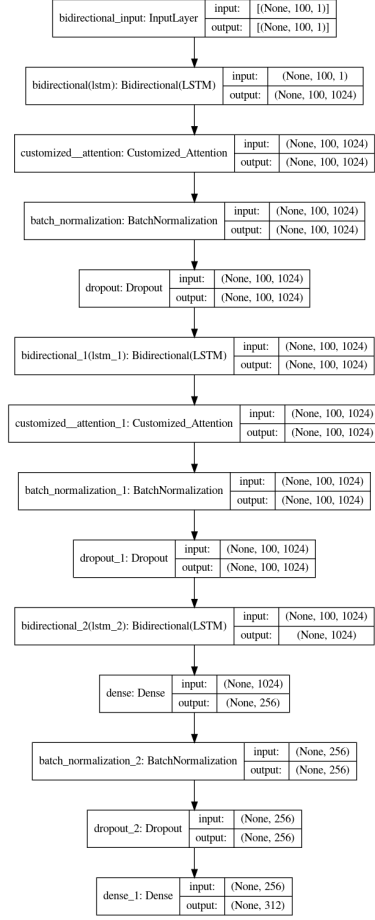 bidirectional_input: InputLayer
input: [(None, 100, 1)]
output: [(None, 100, 1)]
bidirectional(lstm): Bidirectional(LSTM)
input: (None, 100, 1)
output: (None, 100, 1024)
customized__attention: Customized_Attention
input: (None, 100, 1024)
output: (None, 100, 1024)
batch_normalization: BatchNormalization
input: (None, 100, 1024)
output: (None, 100, 1024)
dropout: Dropout
input: (None, 100, 1024)
output: (None, 100, 1024)
bidirectional_1(lstm_1): Bidirectional(LSTM)
input: (None, 100, 1024)
output: (None, 100, 1024)
customized__attention_1: Customized_Attention
input: (None, 100, 1024)
output: (None, 100, 1024)
batch_normalization_1: BatchNormalization
input: (None, 100, 1024)
output: (None, 100, 1024)
dropout_1: Dropout
input: (None, 100, 1024)
output: (None, 100, 1024)
bidirectional_2(lstm_2): Bidirectional(LSTM)
input: (None, 100, 1024)
output: (None, 1024)
dense: Dense
input: (None, 1024)
output: (None, 256)
batch_normalization_2: BatchNormalization
input: (None, 256)
output: (None, 256)
dropout_2: Dropout
input: (None, 256)
output: (None, 256)
dense_1: Dense
input: (None, 256)
output: (None, 312)